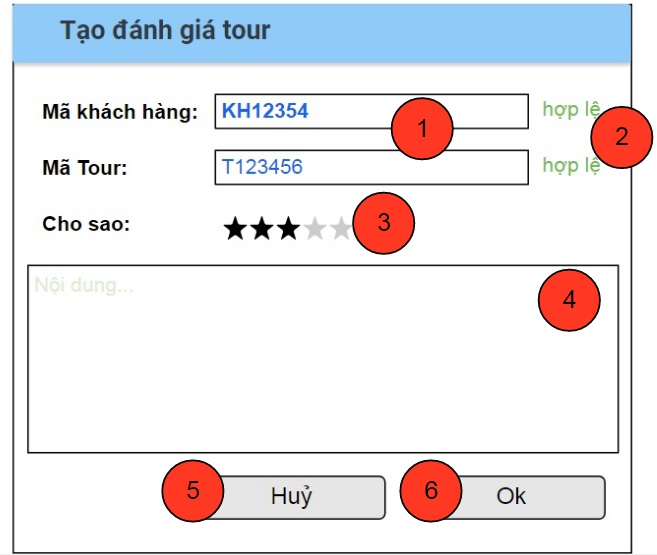 Tạo đánh giá tour
Mã khách hàng: KH12354 hợp lệ
1
2
Mã Tour: T123456 hợp lệ
Cho sao: 3
Nội dung... 4
5 Huỷ 6 Ok